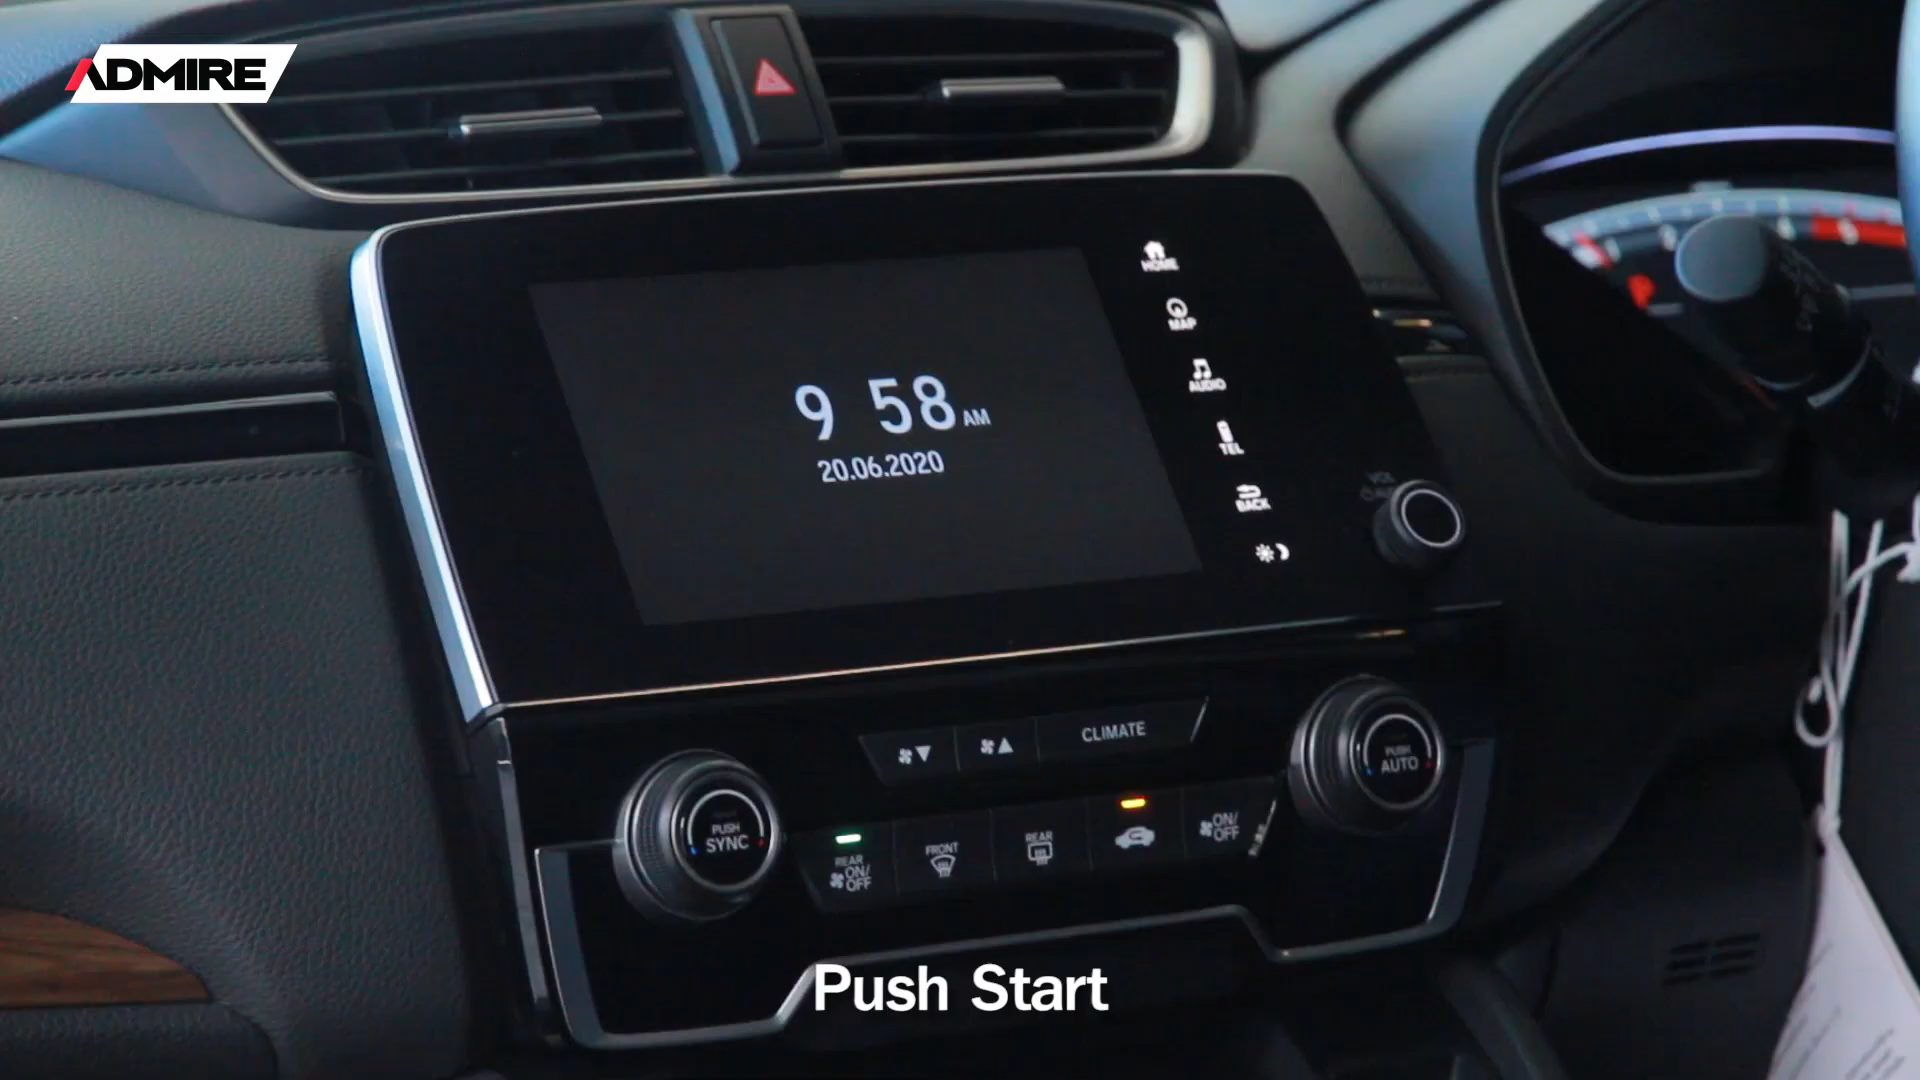 ADMIRE
HOME
MAP
AUDIO
TEL
BACK
9 58 AM
20.06.2020
VOL
CLIMATE
PUSH
AUTO
PUSH
SYNC
REAR
ON/
OFF
FRONT
REAR
ON/
OFF
P
Push Start